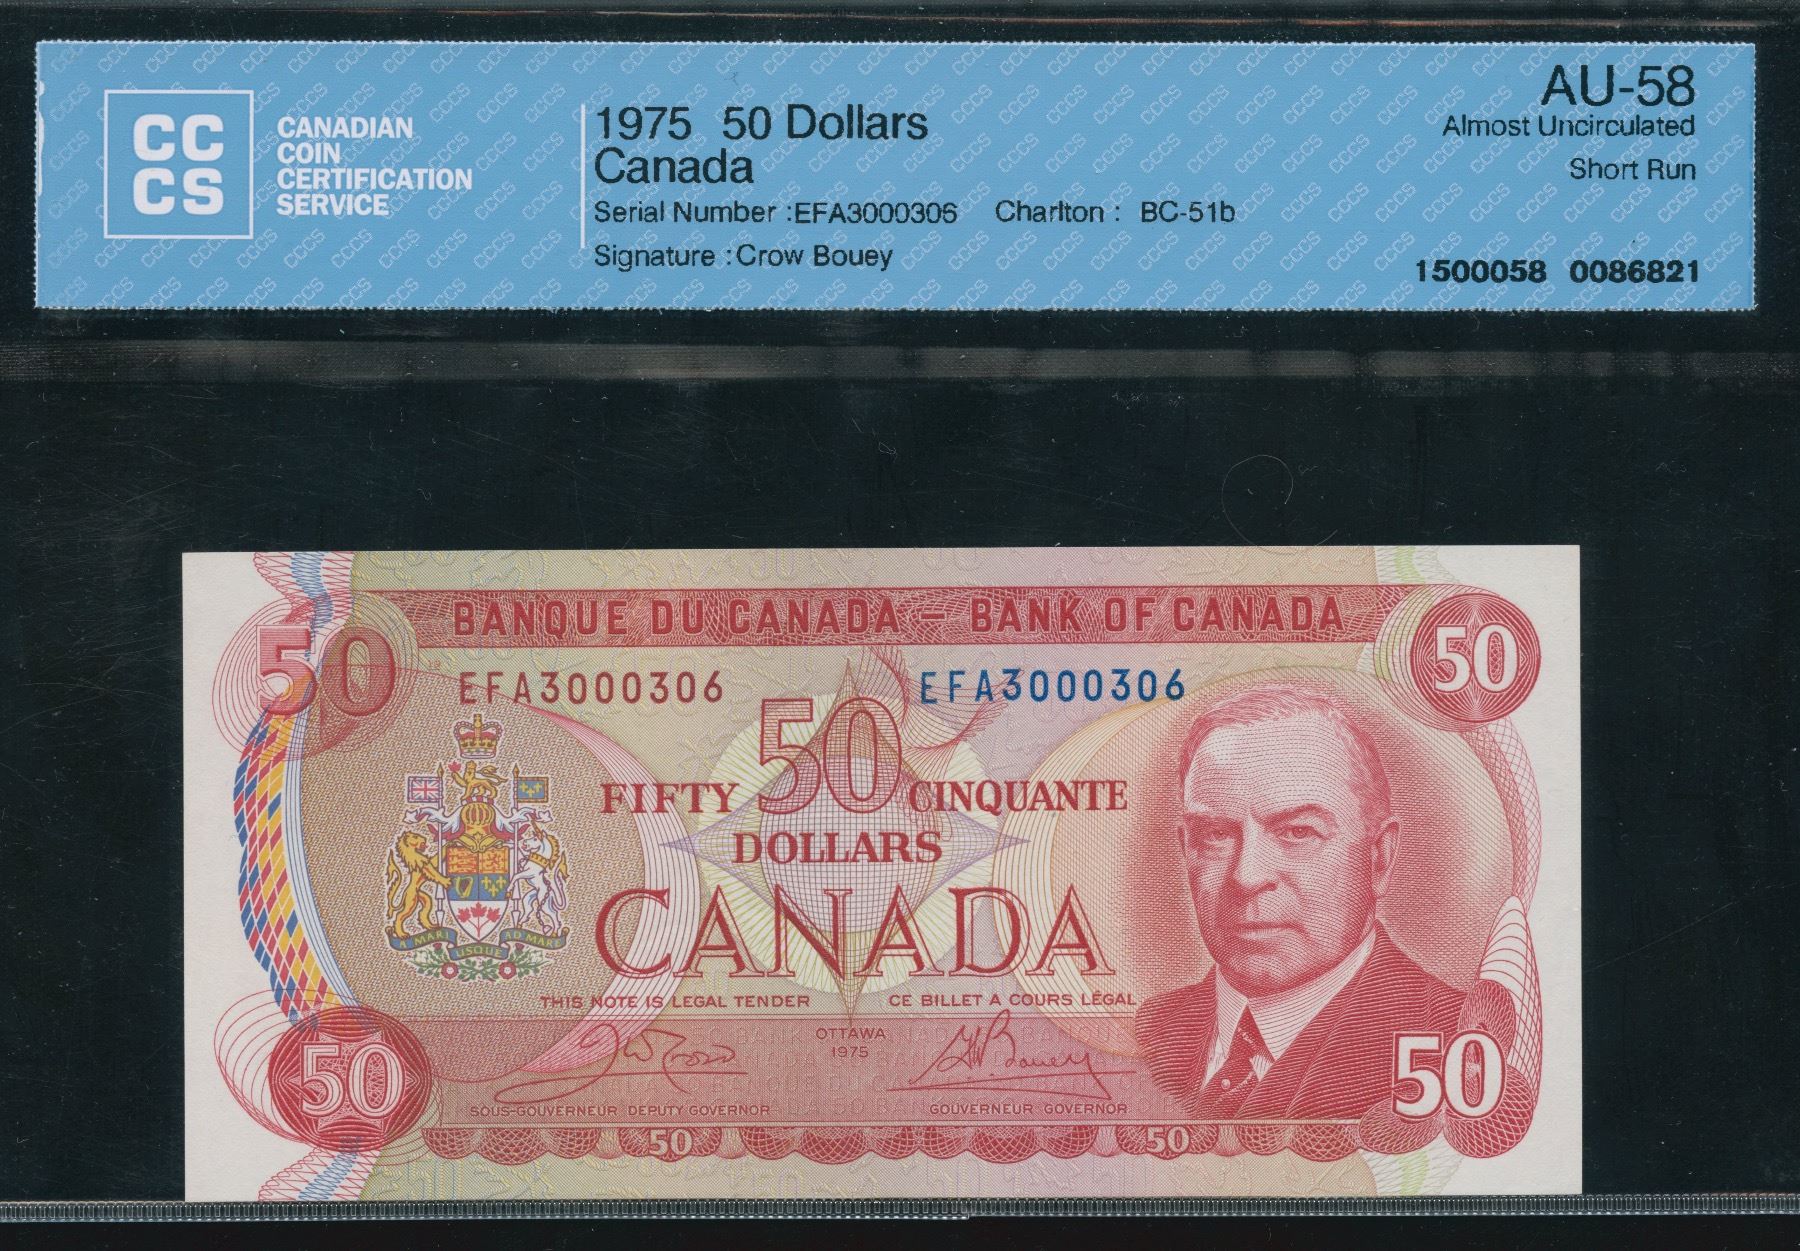 CC
CS
CANADIAN
COIN
CERTIFICATION
SERVICE
1975 50 Dollars
Canada
Serial Number :EFA3000306 Charlton : BC-51b
Signature :Crow Bouey
AU-58
Almost Uncirculated
Short Run
1500058 0086821
BANQUE DU CANADA – BANK OF CANADA
50
50
EFA3000306
EFA3000306
50
FIFTY CINQUANTE
DOLLARS
CANADA
A MARI USQUE AD MARE
THIS NOTE IS LEGAL TENDER CE BILLET A COURS LÉGAL
OTTAWA
1975
50
50
SOUS-GOUVERNEUR DEPUTY GOVERNOR
GOUVERNEUR GOVERNOR
50
50